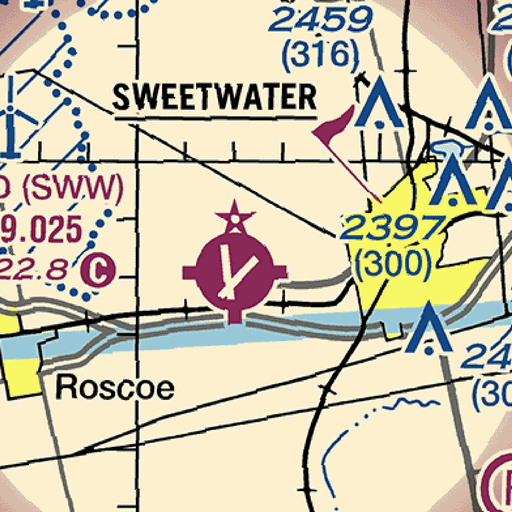 2459
(316)
SWEETWATER
(SWW)
9.025
22.8 C
2397
(300)
24
(30
Roscoe